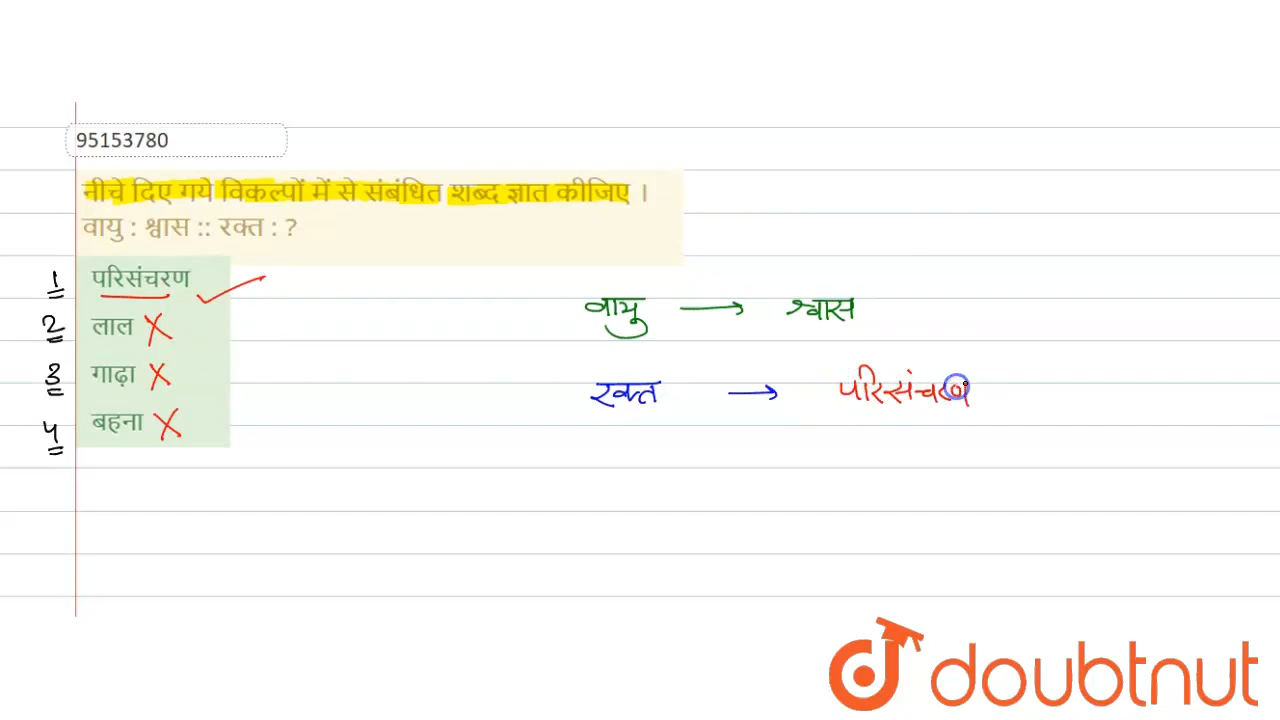 95153780
नीचे दिए गये विकल्पों में से संबंधित शब्द ज्ञात कीजिए ।
वायु : श्वास :: रक्त : ?
1 परिसंचरण
2 लाल
3 गाढ़ा
4 बहना
वायु → श्वास
रक्त → परिसंचरण
doubtnut